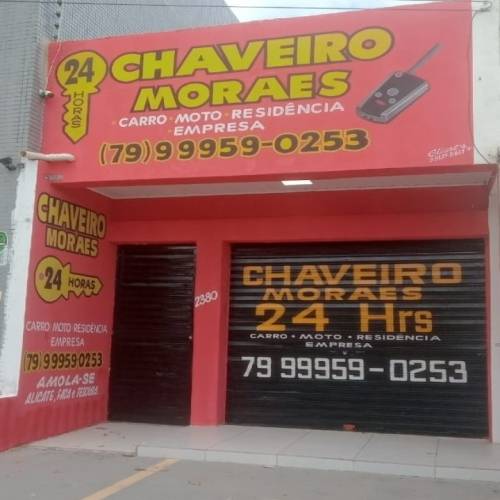 24
HORAS
CHAVEIRO
MORAES
CARRO · MOTO · RESIDÊNCIA
· EMPRESA
(79) 9 9959-0253
CHAVEIRO
MORAES
24
HORAS
CARRO MOTO RESIDÊNCIA
EMPRESA
(79) 99959-0253
AMOLA-SE
ALICATE, FACA E TESOURA
2380
CHAVEIRO
MORAES
24 Hrs
CARRO · MOTO · RESIDÊNCIA
EMPRESA
79 99959-0253